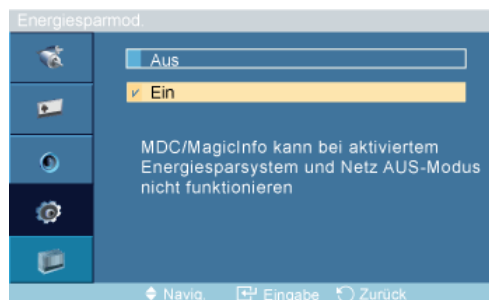 Energiesparmod.
Aus
Ein
MDC/MagicInfo kann bei aktiviertem
Energiesparsystem und Netz AUS-Modus
nicht funktionieren
Navig. Eingabe Zurück